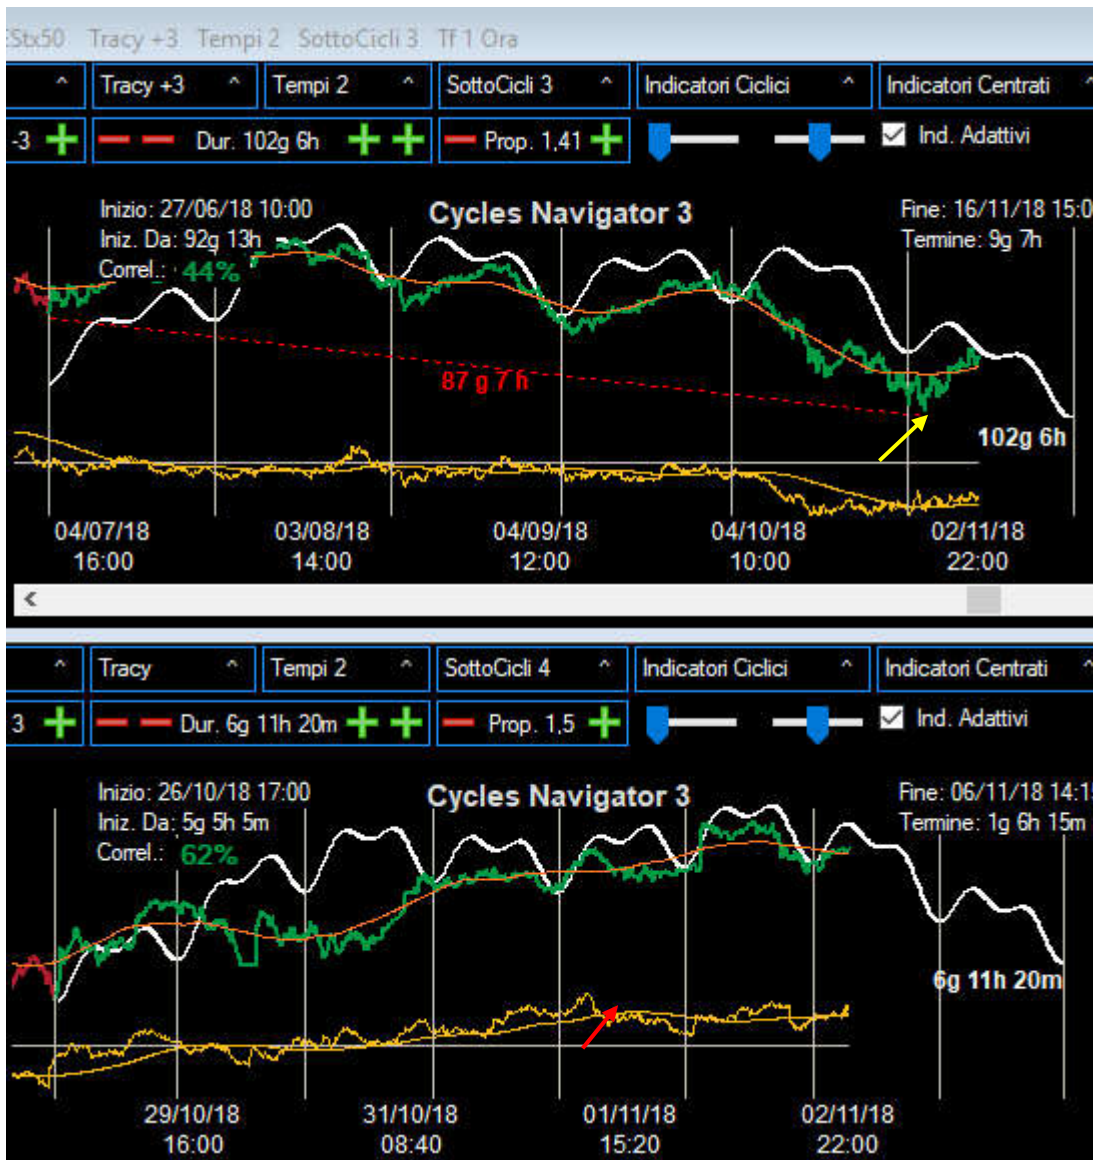 EStx50 Tracy +3 Tempi 2 SottoCicli 3 Tf 1 Ora
^ Tracy +3 ^ Tempi 2 ^ SottoCicli 3 ^ Indicatori Ciclici ^ Indicatori Centrati ^
-3 Dur. 102g 6h Prop. 1,41 Ind. Adattivi
Inizio: 27/06/18 10:00 Cycles Navigator 3 Fine: 16/11/18 15:0
Iniz. Da: 92g 13h Termine: 9g 7h
Correl.: 44%
87 g 7 h
102g 6h
04/07/18 03/08/18 04/09/18 04/10/18 02/11/18
16:00 14:00 12:00 10:00 22:00
^ Tracy ^ Tempi 2 ^ SottoCicli 4 ^ Indicatori Ciclici ^ Indicatori Centrati ^
3 Dur. 6g 11h 20m Prop. 1,5 Ind. Adattivi
Inizio: 26/10/18 17:00 Cycles Navigator 3 Fine: 06/11/18 14:15
Iniz. Da: 5g 5h 5m Termine: 1g 6h 15m
Correl.: 62%
6g 11h 20m
29/10/18 31/10/18 01/11/18 02/11/18
16:00 08:40 15:20 22:00